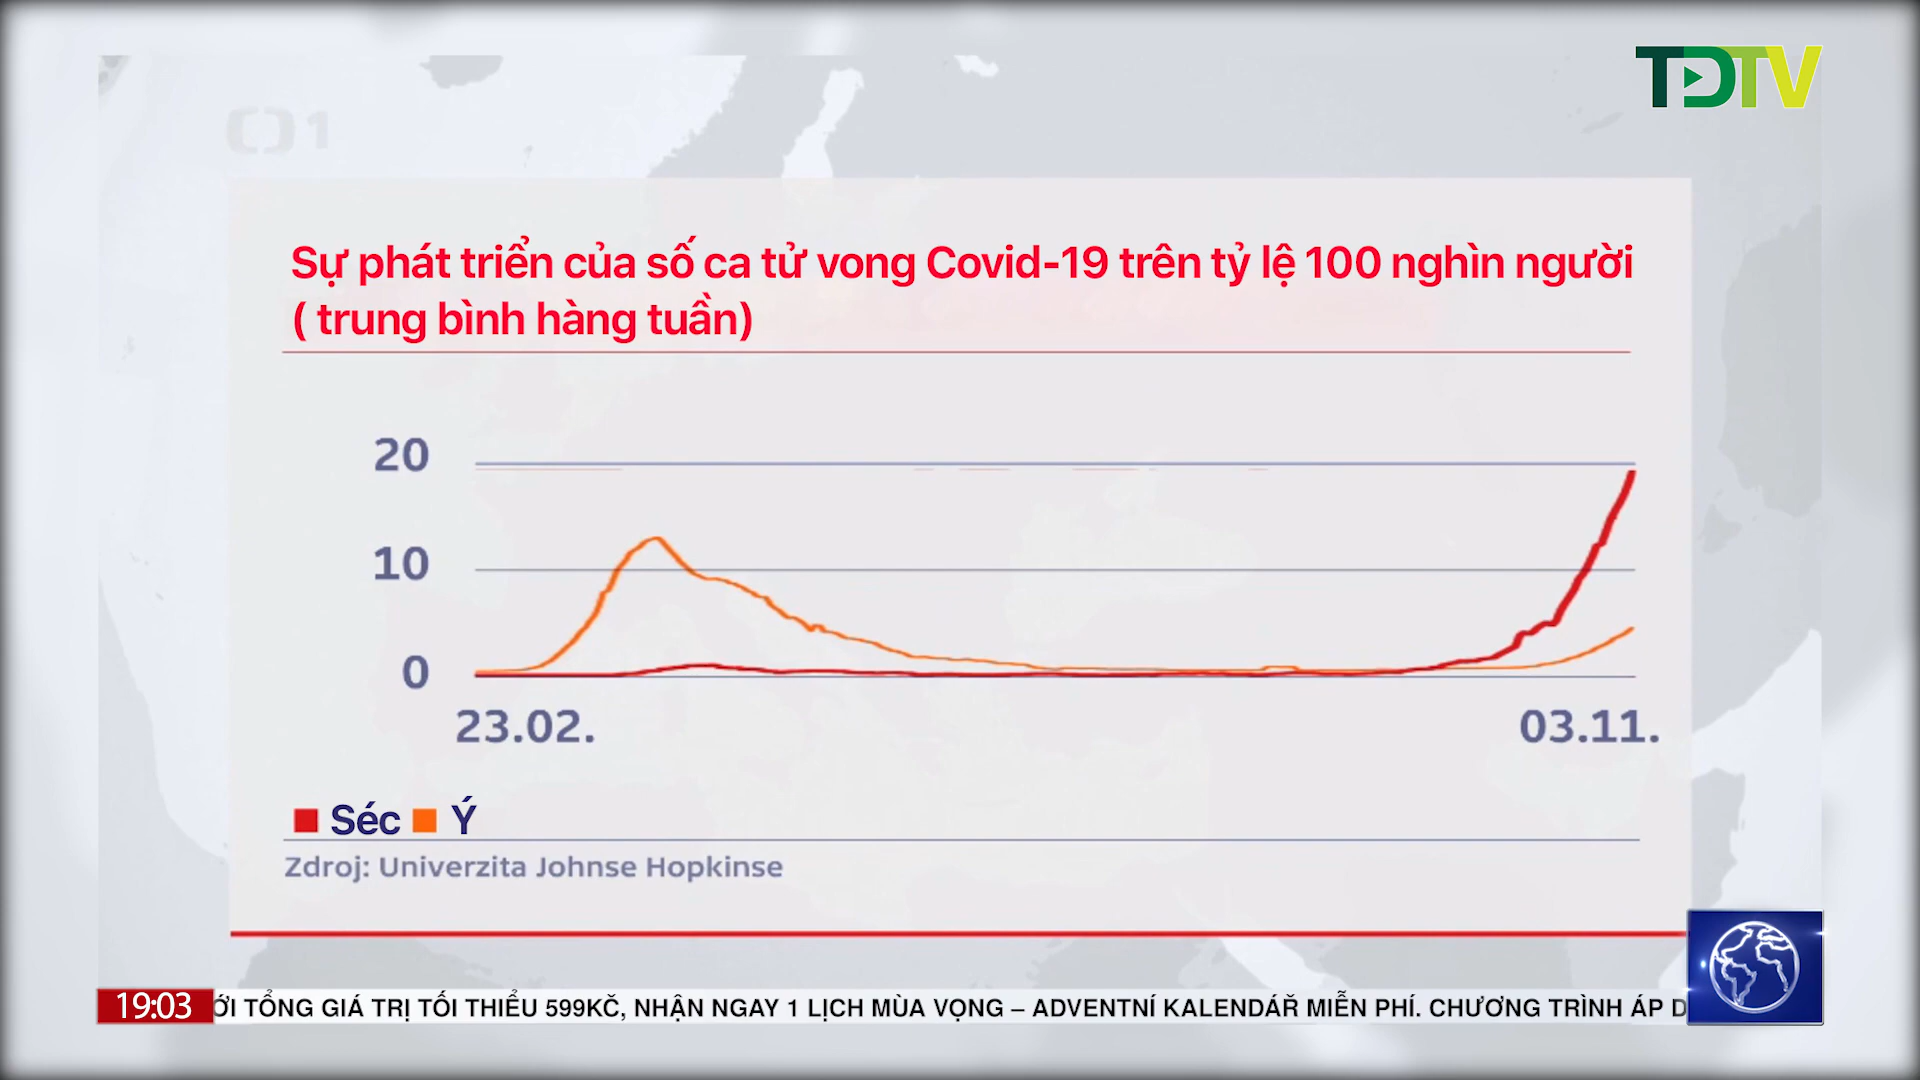 TDTV
1
Sự phát triển của số ca tử vong Covid-19 trên tỷ lệ 100 nghìn người
( trung bình hàng tuần)
20
10
0
23.02.
03.11.
Séc Ý
Zdroj: Univerzita Johnse Hopkinse
19:03 ỚI TỔNG GIÁ TRỊ TỐI THIỂU 599KČ, NHẬN NGAY 1 LỊCH MÙA VỌNG – ADVENTNÍ KALENDÁŘ MIỄN PHÍ. CHƯƠNG TRÌNH ÁP D